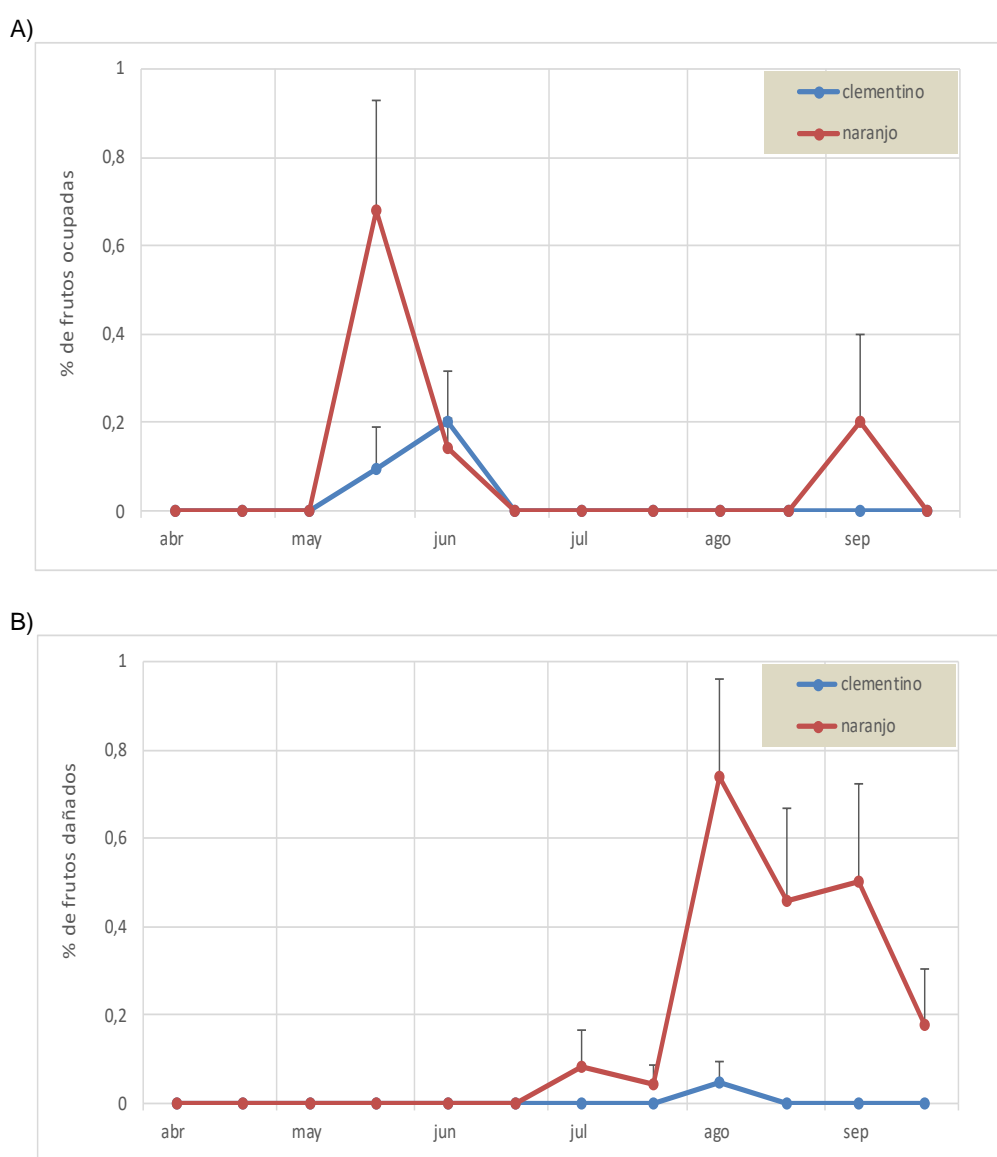 A)
% de frutos ocupadas
1
0,8
0,6
0,4
0,2
0
clementino
naranjo
abr may jun jul ago sep
B)
% de frutos dañados
1
0,8
0,6
0,4
0,2
0
clementino
naranjo
abr may jun jul ago sep